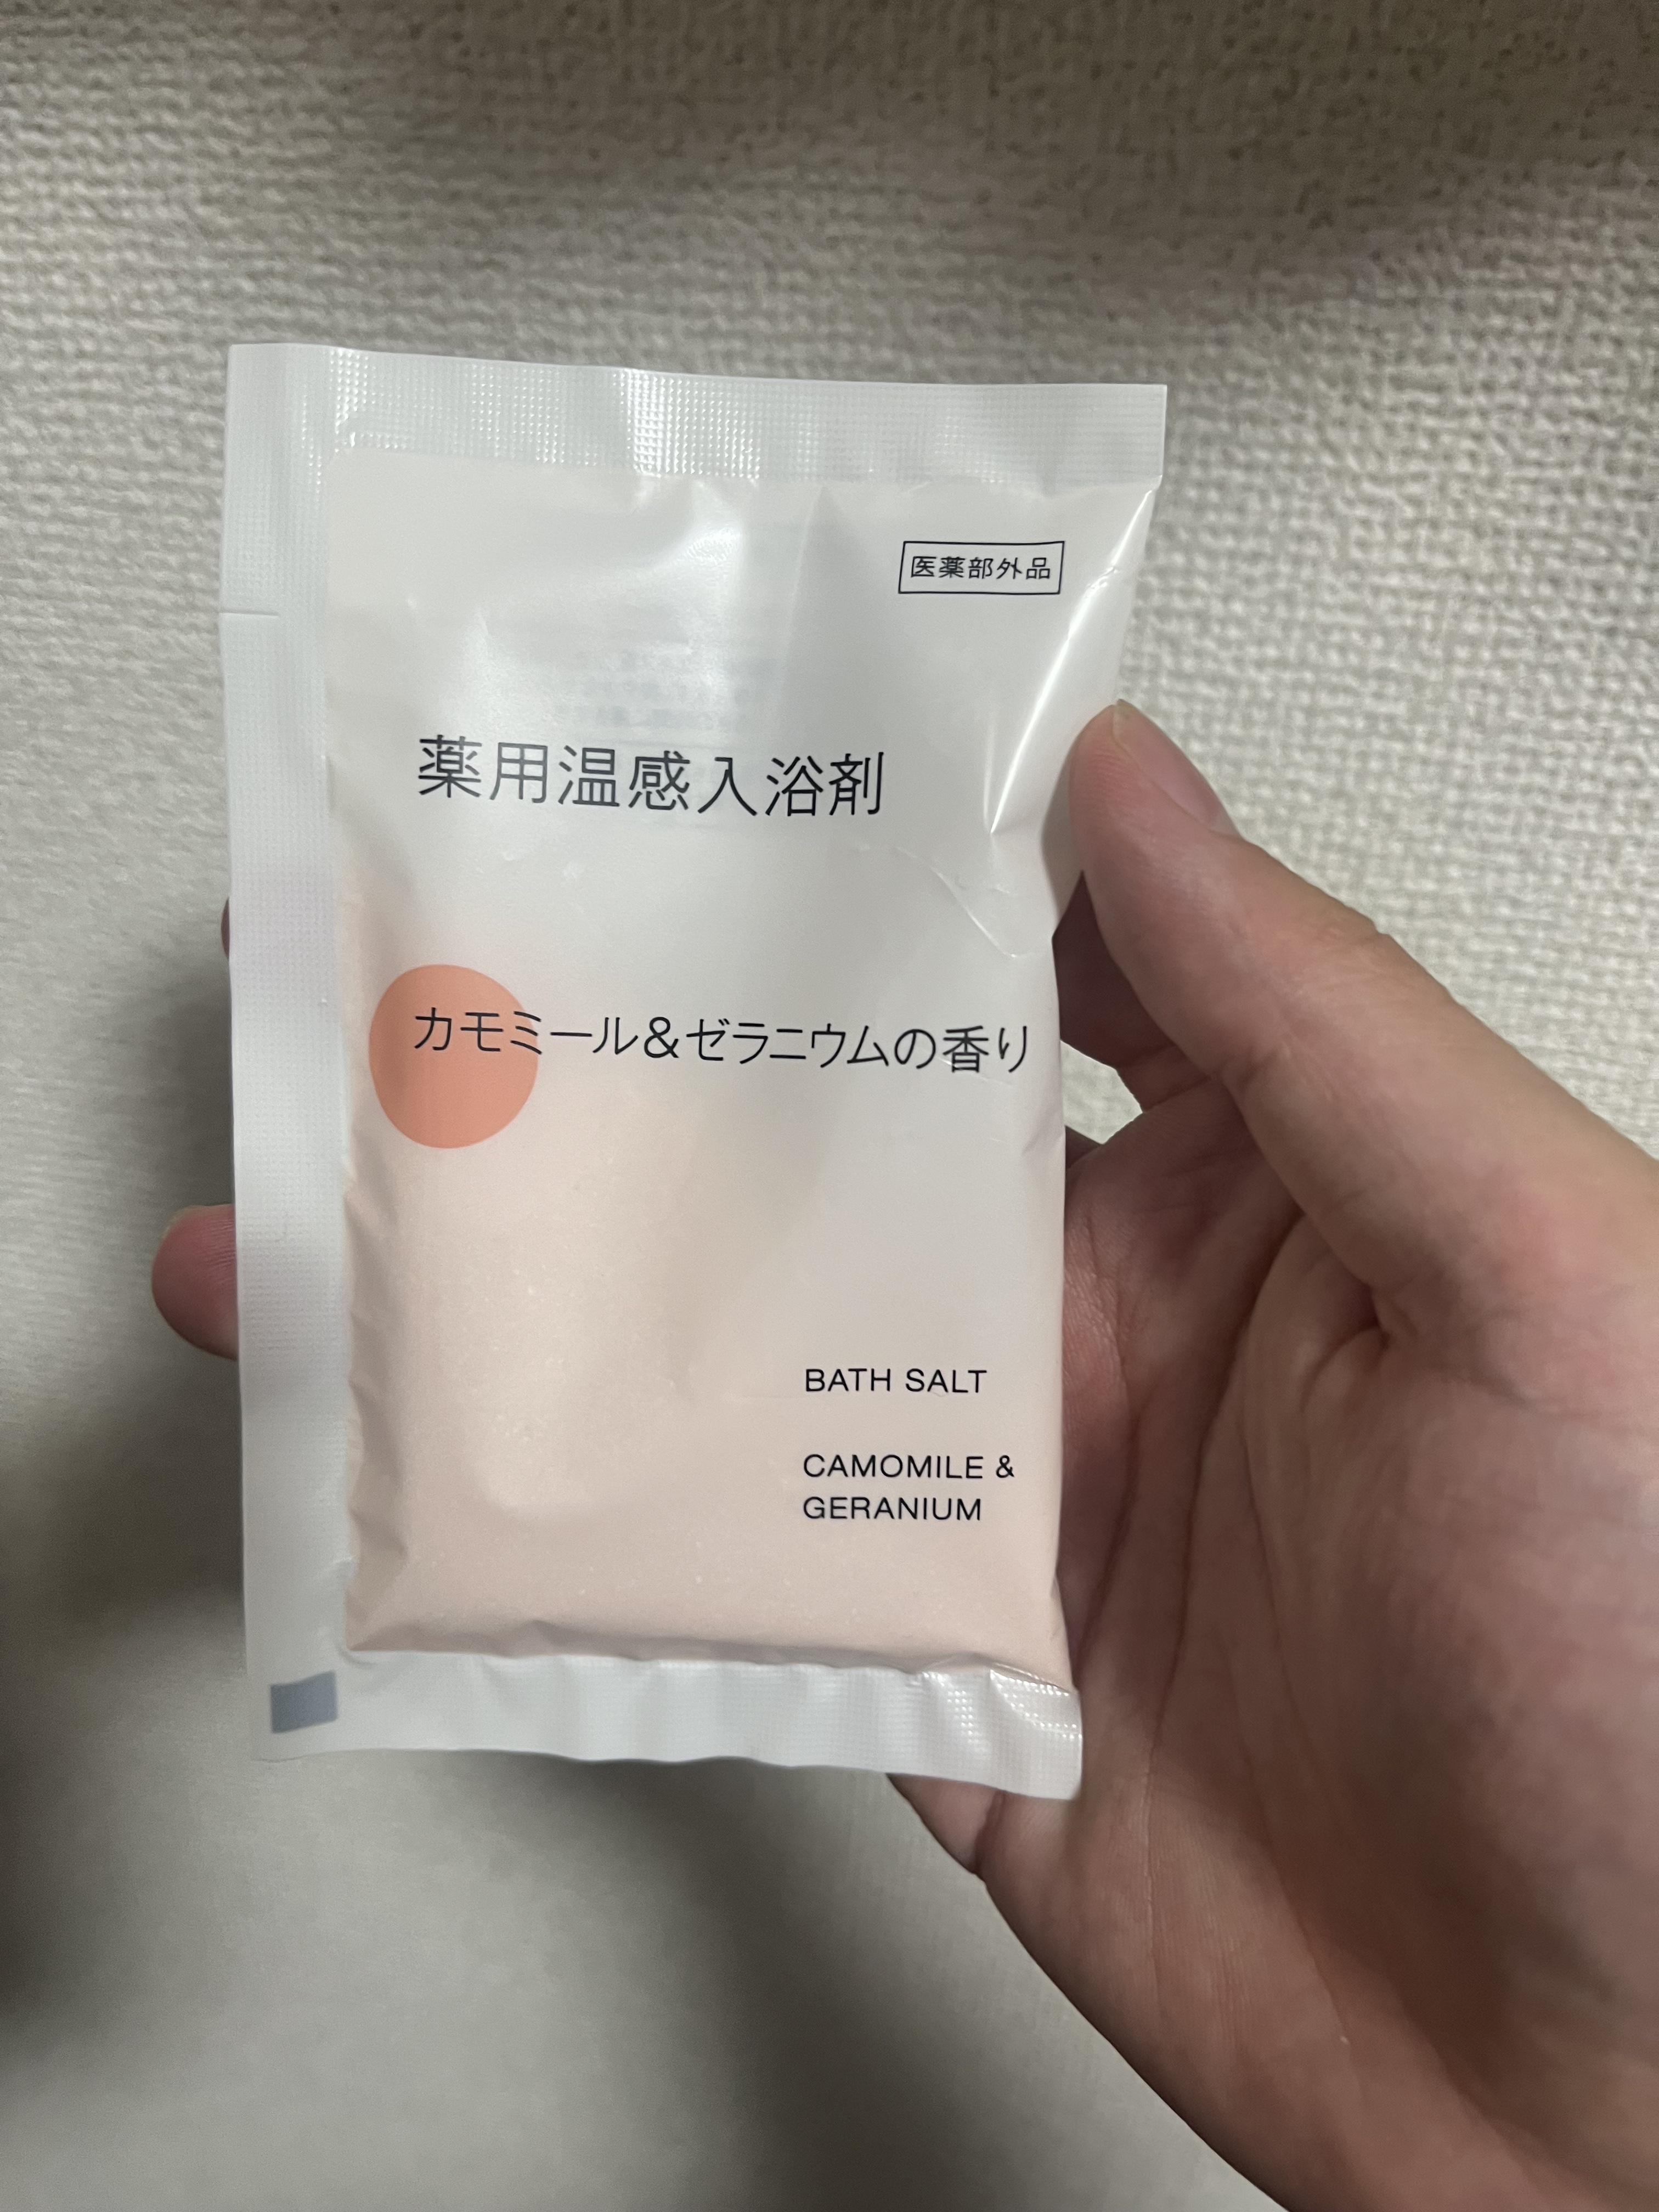 医薬部外品
薬用温感入浴剤
カモミール&ゼラニウムの香り
BATH SALT
CAMOMILE &
GERANIUM